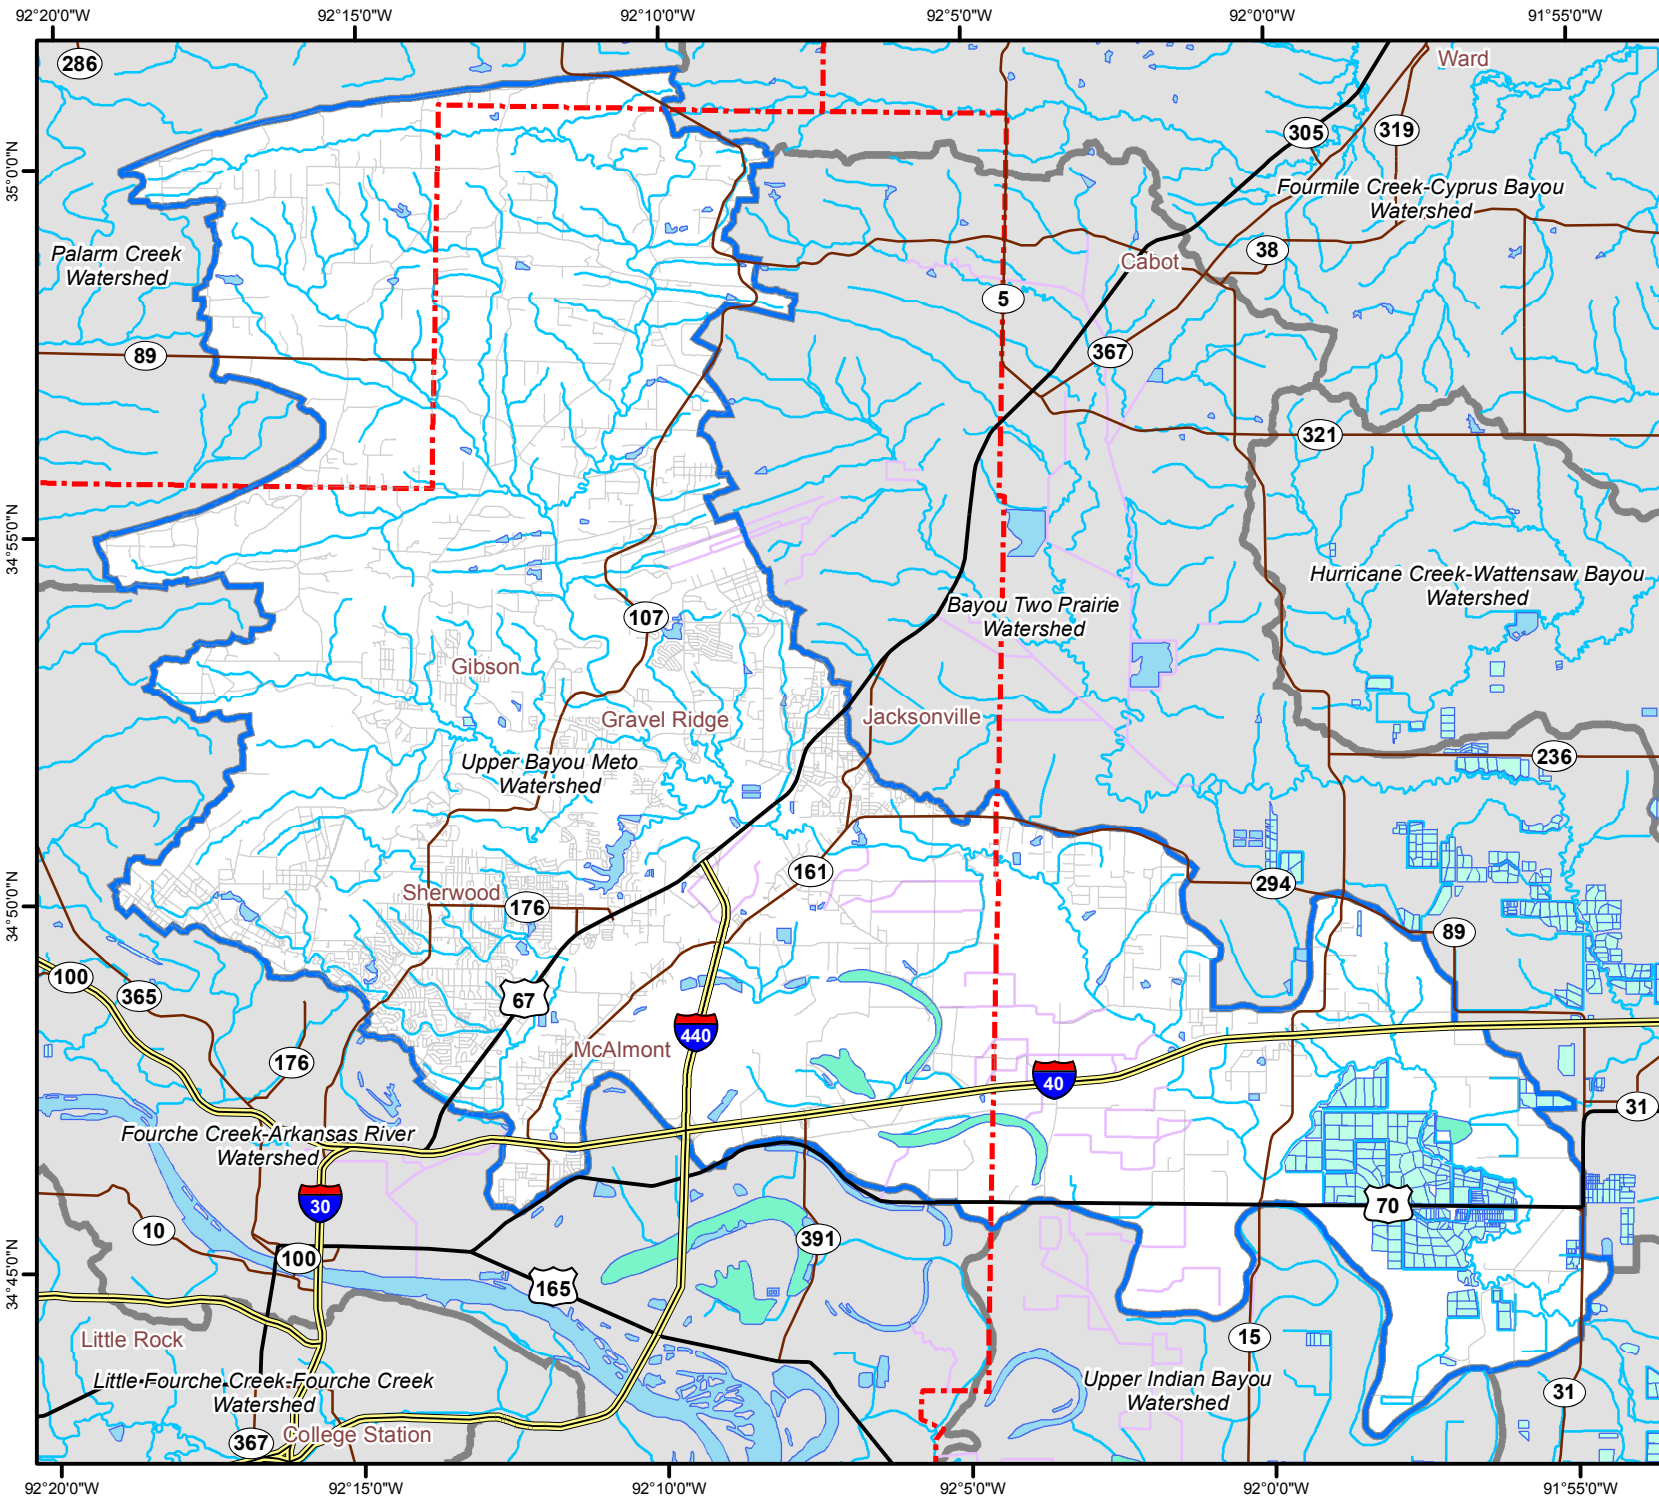 92°20'0"W 92°15'0"W 92°10'0"W 92°5'0"W 92°0'0"W 91°55'0"W
286
Ward
305
319
35°0'0"N
Fourmile Creek-Cyprus Bayou
Watershed
Palarm Creek
Watershed
38
Cabot
5
89
367
321
34°55'0"N
Hurricane Creek-Wattensaw Bayou
Watershed
Bayou Two Prairie
Watershed
107
Gibson
Gravel Ridge
Jacksonville
236
Upper Bayou Meto
Watershed
161
294
Sherwood
176
34°50'0"N
89
100
365
67
440
McAlmont
176
40
31
Fourche Creek-Arkansas River
Watershed
30
70
10
391
100
34°45'0"N
165
Little Rock
15
Little Fourche Creek-Fourche Creek
Watershed
Upper Indian Bayou
Watershed
31
College Station
367
92°20'0"W 92°15'0"W 92°10'0"W 92°5'0"W 92°0'0"W 91°55'0"W